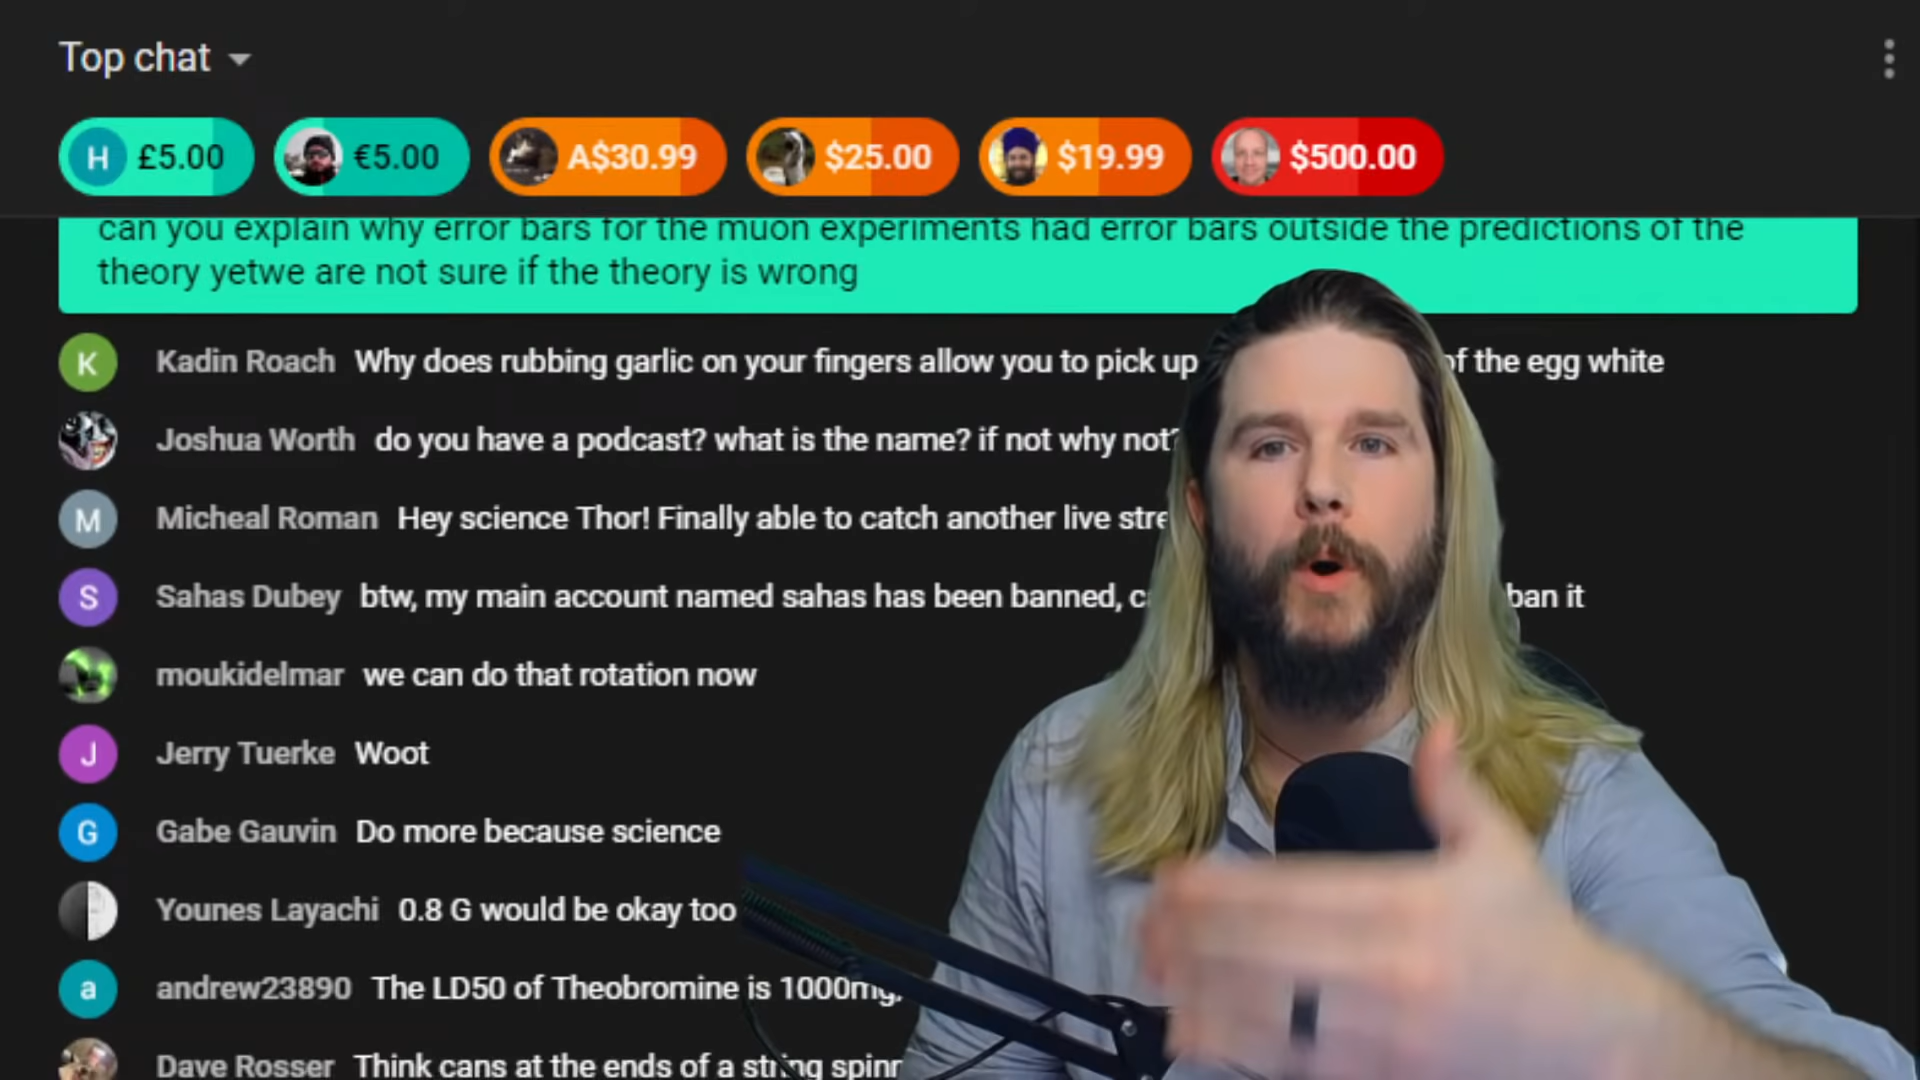 Top chat
H £5.00 €5.00 A$30.99 $25.00 $19.99 $500.00
can you explain why error bars for the muon experiments had error bars outside the predictions of the
theory yetwe are not sure if the theory is wrong
K Kadin Roach Why does rubbing garlic on your fingers allow you to pick up of the egg white
Joshua Worth do you have a podcast? what is the name? if not why not?
M Micheal Roman Hey science Thor! Finally able to catch another live
S Sahas Dubey btw, my main account named sahas has been banned, ban it
moukidelmar we can do that rotation now
J Jerry Tuerke Woot
G Gabe Gauvin Do more because science
Younes Layachi 0.8 G would be okay too
a andrew23890 The LD50 of Theobromine is 1000mg
Dave Rosser Think cans at the ends of a string